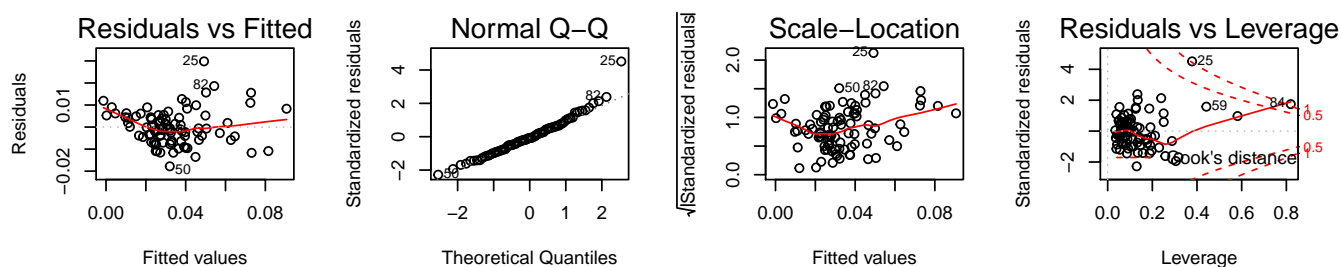 Residuals vs Fitted
Residuals
−0.02
0.01
25
82
50
0.00 0.04 0.08
Fitted values
Normal Q−Q
Standardized residuals
−2 0 2 4
25
82
50
−2 0 1 2
Theoretical Quantiles
Scale−Location
√|Standardized residuals|
0.0 1.0 2.0
25
50 82
0.00 0.04 0.08
Fitted values
Residuals vs Leverage
Standardized residuals
−2 0 2 4
25
59
84
1
0.5
0.5
1
Cook's distance
0.0 0.2 0.4 0.6 0.8
Leverage